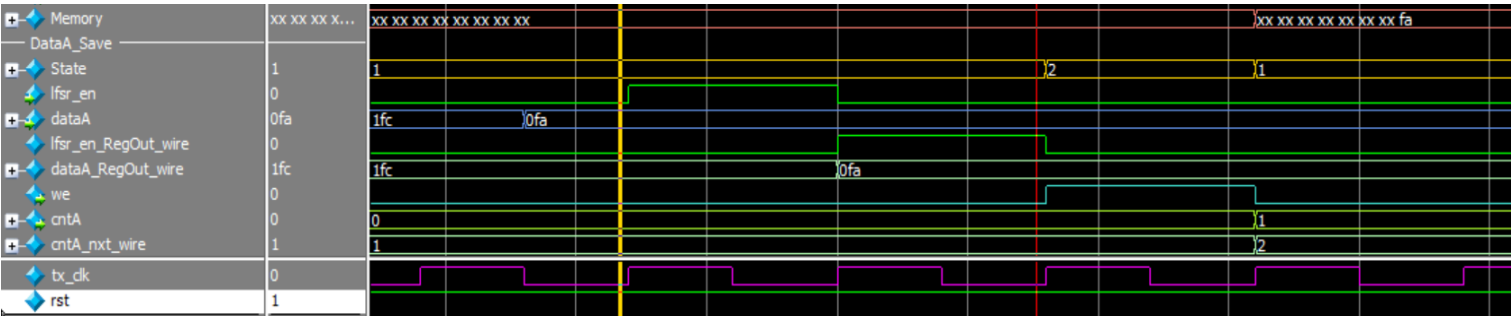 Memory xx xx xx x... xx xx xx xx xx xx xx xx xx xx xx xx xx xx xx fa
DataA_Save
State 1 1 2 1
lfsr_en 0
dataA 0fa 1fc 0fa
lfsr_en_RegOut_wire 0
dataA_RegOut_wire 1fc 1fc 0fa
we 0
cntA 0 0 1
cntA_nxt_wire 1 1 2
tx_clk 0
rst 1